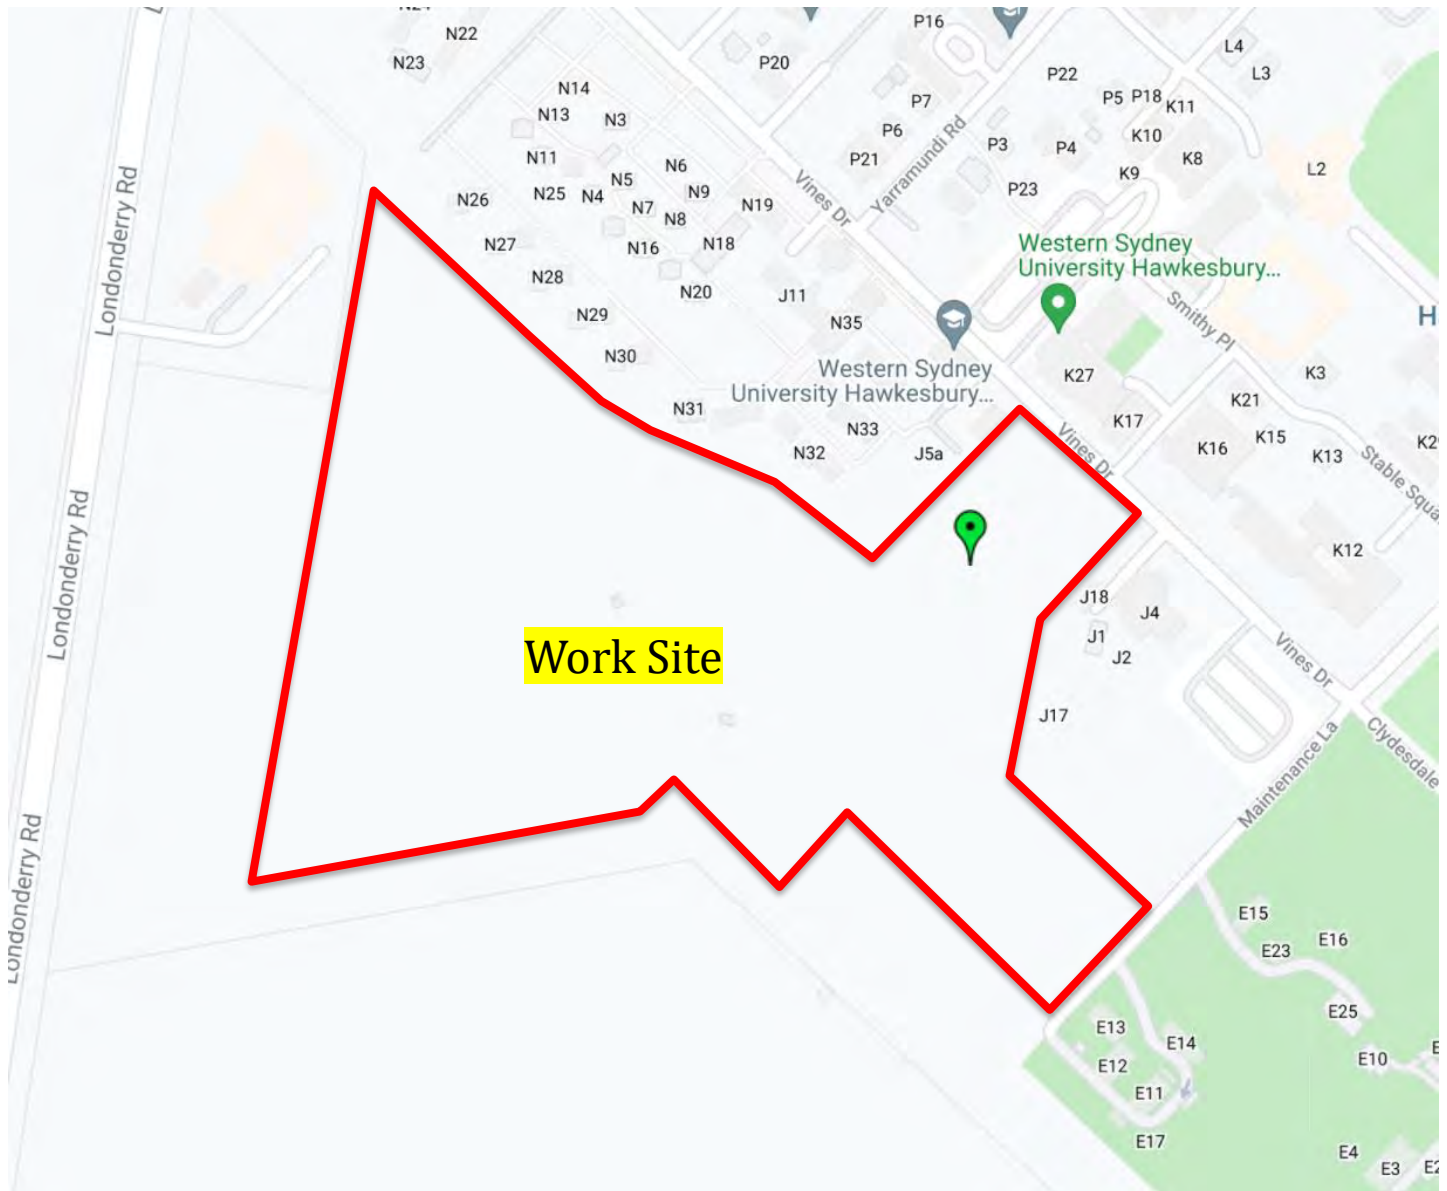 N22
N23
P16
P20
L4
L3
P22
P5
P18
K11
N14
N13
N3
P7
P6
P21
Yarramundi Rd
P3
P4
K10
K9
K8
L2
N11
N6
N5
N25
N4
N7
N9
N8
N19
Vines Dr
P23
N26
N27
N16
N18
N28
N20
J11
N29
N35
N30
Londonderry Rd
Western Sydney
University Hawkesbury...
Smithy Pl
H
Western Sydney
University Hawkesbury...
K27
K3
N31
N33
N32
J5a
K17
K21
K16
K15
K13
Vines Dr
Stable Squa
K12
Londonderry Rd
Work Site
J18
J4
J1
J2
J17
Vines Dr
Maintenance La
Clydesdale
Londonderry Rd
E15
E23
E16
E25
E13
E14
E12
E10
E11
E17
E4
E3